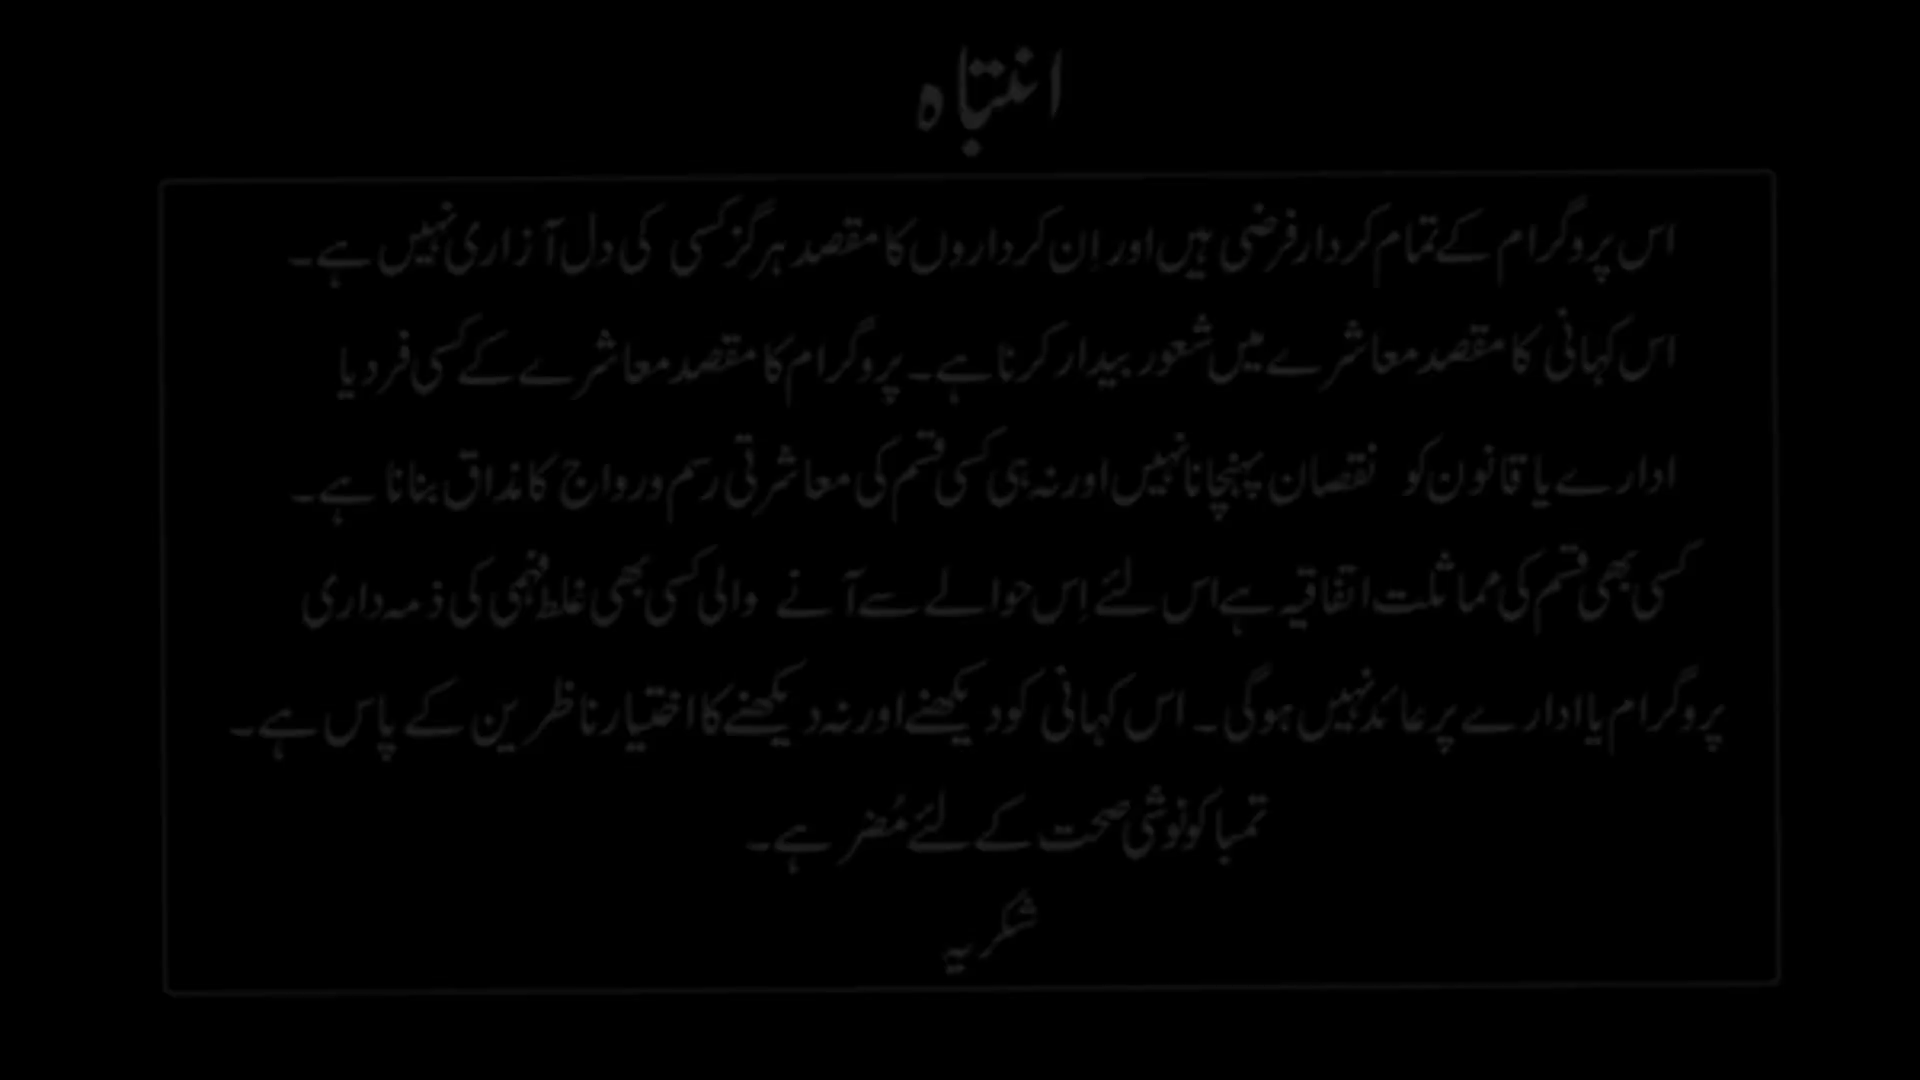 انتباہ
اس پروگرام کے تمام کردار فرضی ہیں اور اِن کرداروں کا مقصد ہرگز کسی کی دل آزاری نہیں ہے۔
اس کہانی کا مقصد معاشرے میں شعور بیدار کرنا ہے۔ پروگرام کا مقصد معاشرے کے کسی فرد یا
ادارے یا قانون کو نقصان پہنچانا نہیں اور نہ ہی کسی قسم کی معاشرتی رسم و رواج کا مذاق بنانا ہے۔
کسی بھی قسم کی مماثلت اتفاقیہ ہے اس لئے اِس حوالے سے آنے والی کسی بھی غلط فہمی کی ذمہ داری
پروگرام یا ادارے پر عائد نہیں ہوگی۔ اس کہانی کو دیکھنے اور نہ دیکھنے کا اختیار ناظرین کے پاس ہے۔
تمباکو نوشی صحت کے لئے مُضر ہے۔
شکریہ